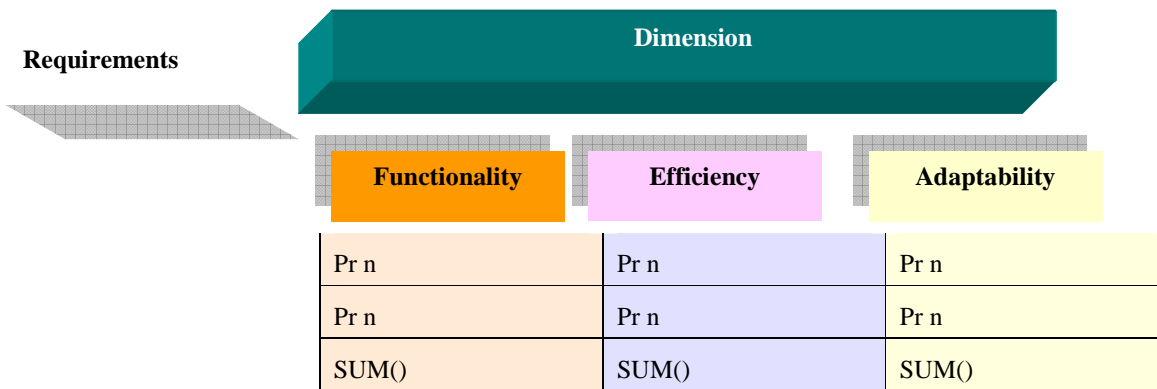 Dimension
Requirements
Functionality Efficiency Adaptability
Pr n Pr n Pr n
Pr n Pr n Pr n
SUM() SUM() SUM()